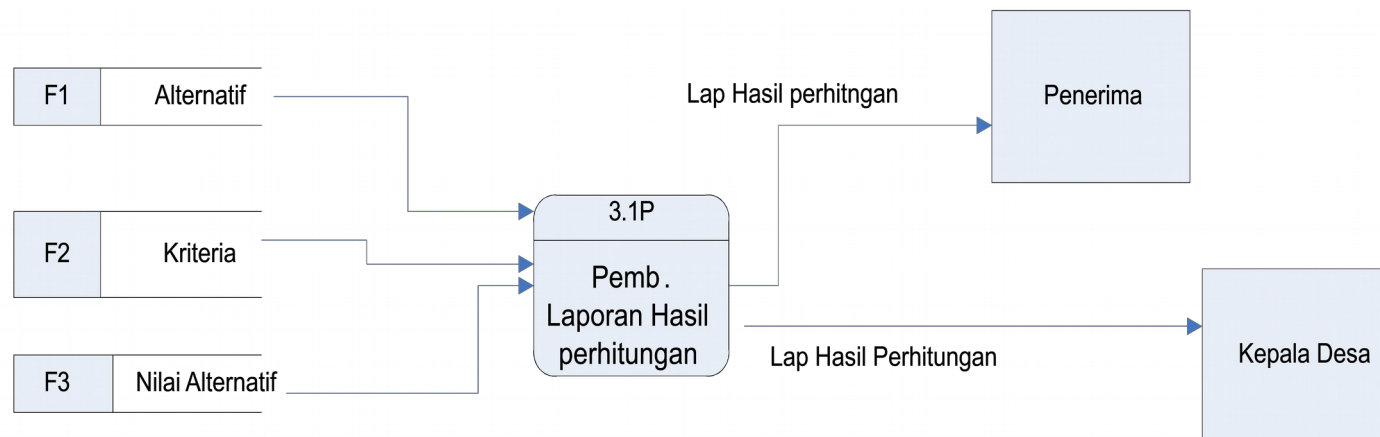 F1 Alternatif
F2 Kriteria
F3 Nilai Alternatif
3.1P
Pemb.
Laporan Hasil
perhitungan
Lap Hasil perhitngan
Penerima
Lap Hasil Perhitungan
Kepala Desa